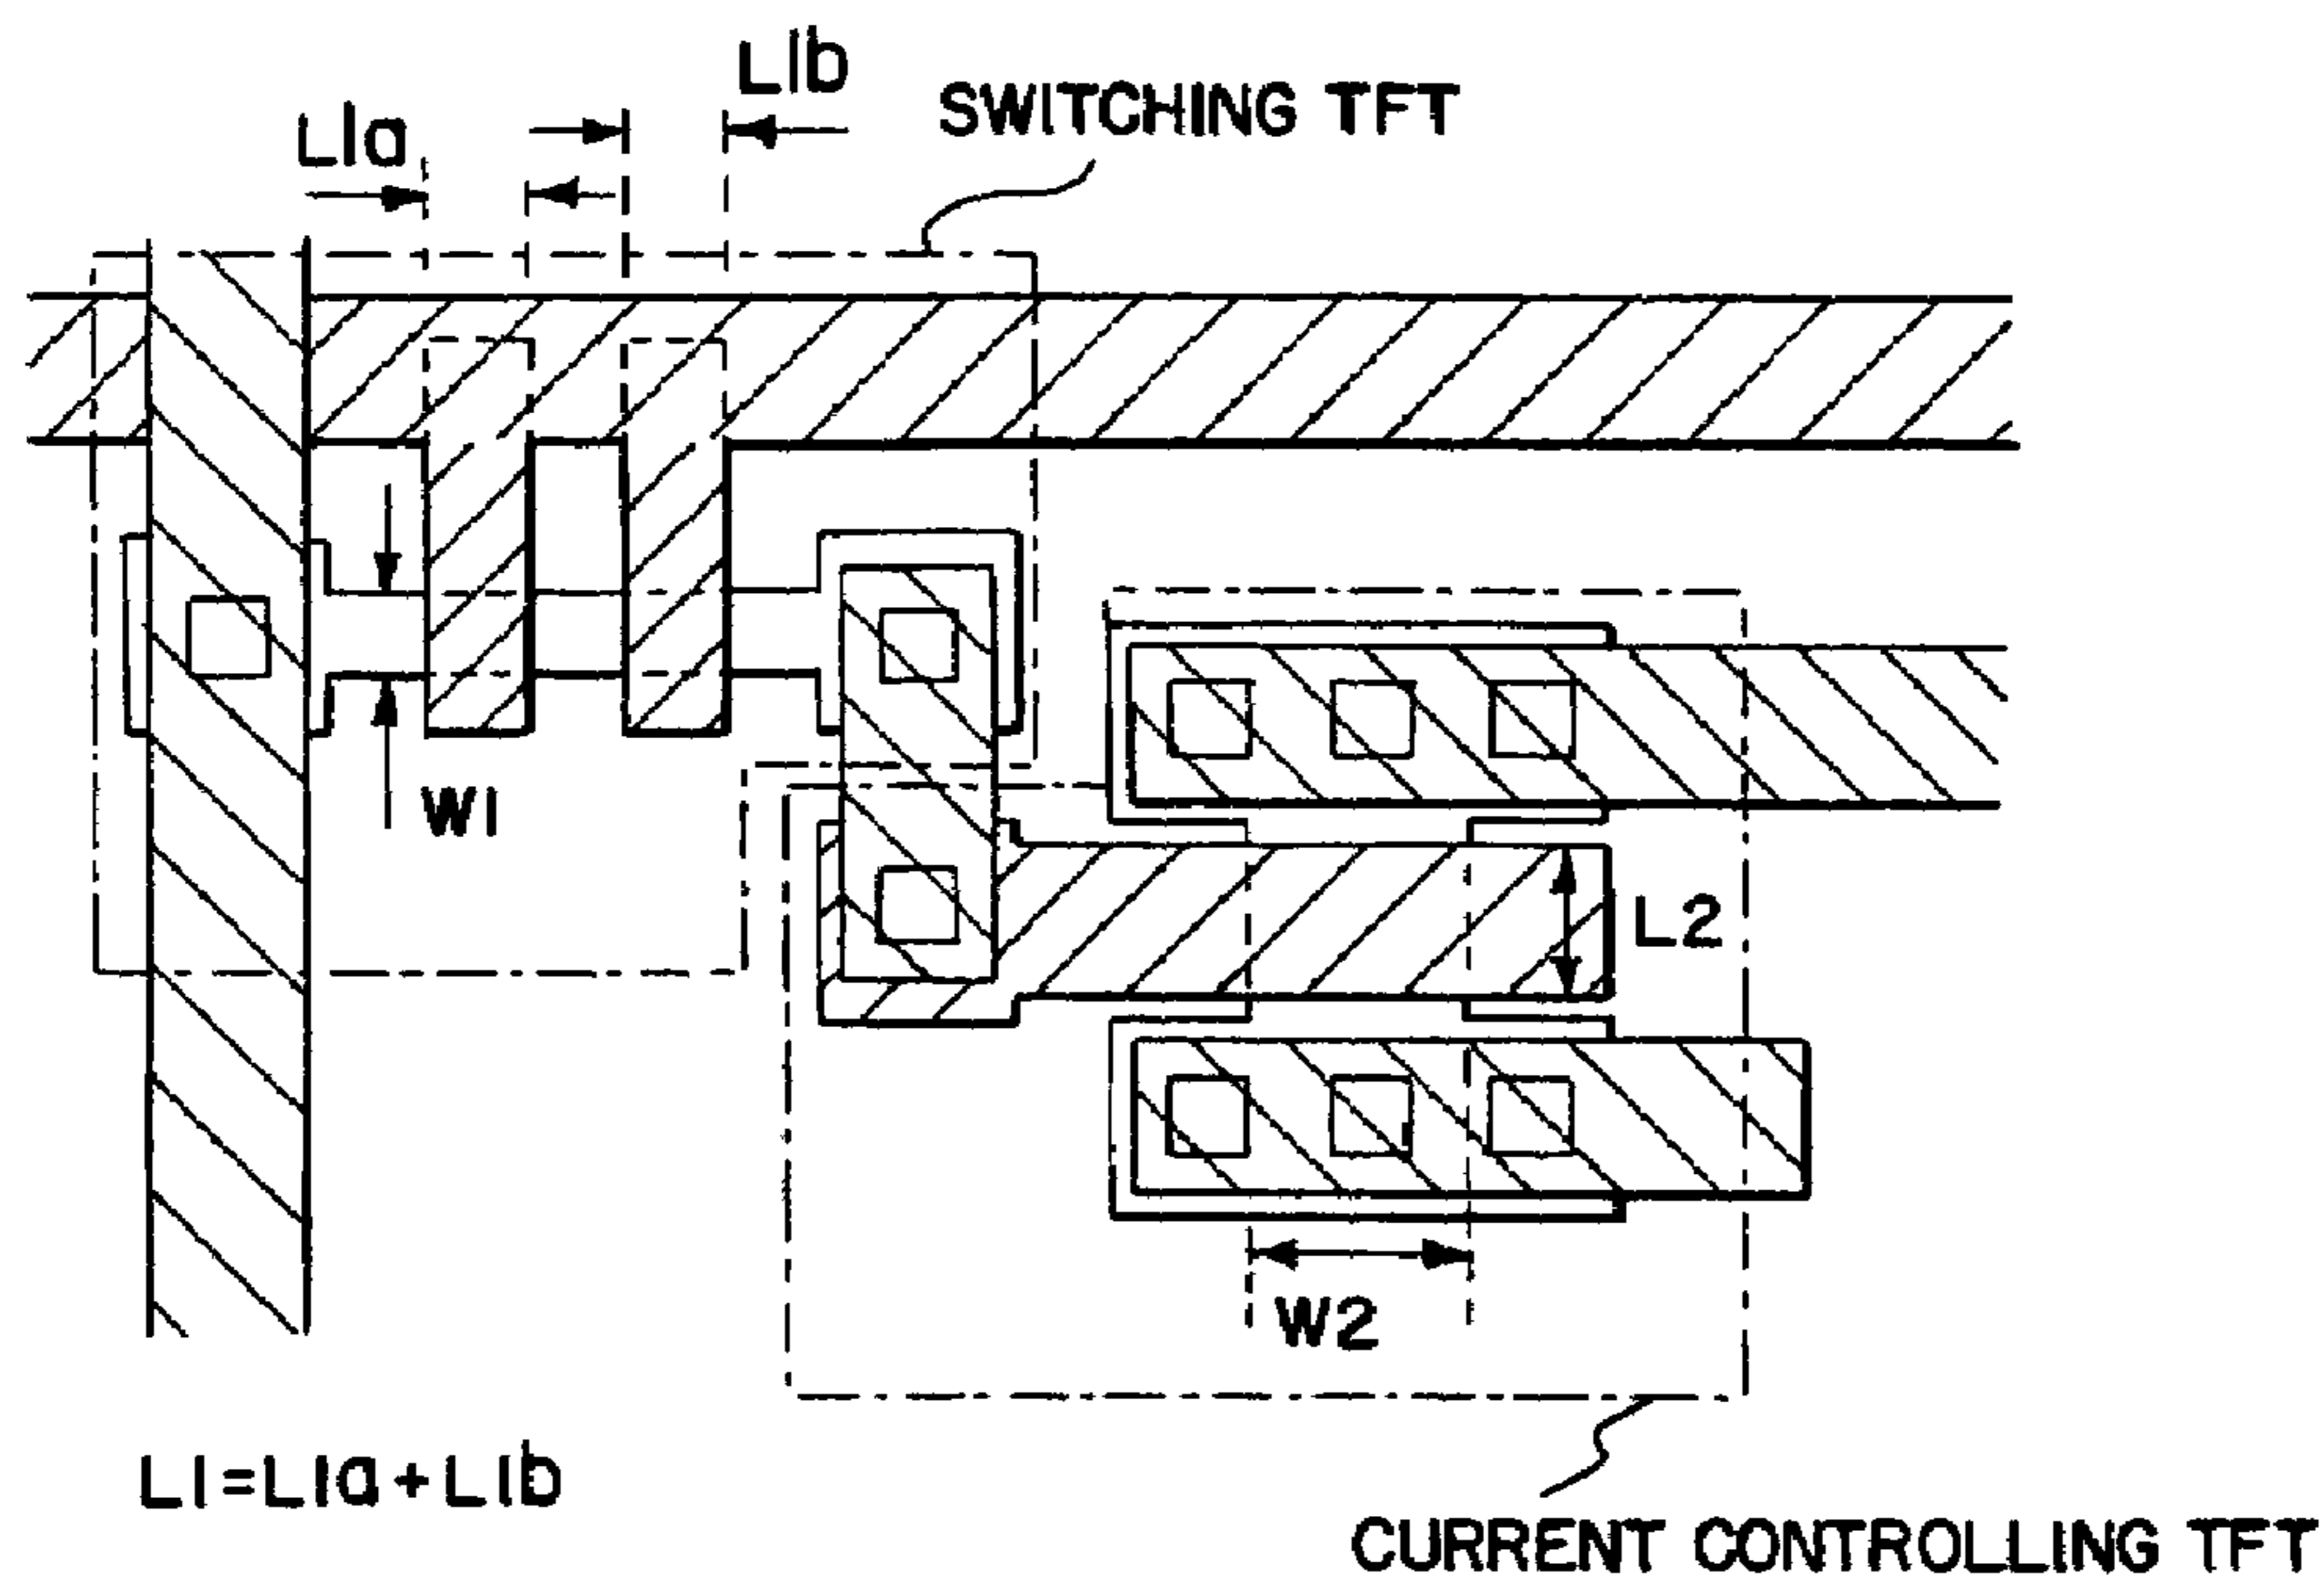 L1b
SWITCHING TFT
L1a
W1
L2
W2
L1=L1a+L1b
CURRENT CONTROLLING TFT